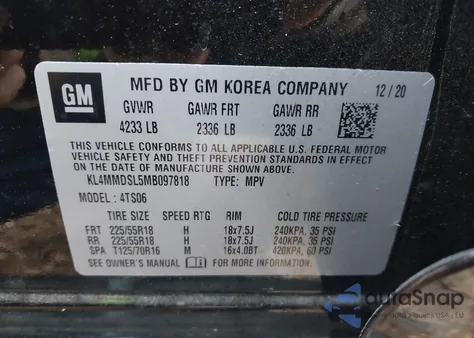 GM
MFD BY GM KOREA COMPANY 12/20
GVWR GAWR FRT GAWR RR
4233 LB 2336 LB 2336 LB
THIS VEHICLE CONFORMS TO ALL APPLICABLE U.S. FEDERAL MOTOR
VEHICLE SAFETY AND THEFT PREVENTION STANDARDS IN EFFECT
ON THE DATE OF MANUFACTURE SHOWN ABOVE.
KL4MMDSL5MB097818 TYPE: MPV
MODEL: 4TS06
TIRE SIZE SPEED RTG RIM COLD TIRE PRESSURE
FRT 225/55R18 H 18x7.5J 240KPA, 35 PSI
RR 225/55R18 H 18x7.5J 240KPA, 35 PSI
SPA T125/70R16 M 16x4.0BT 420KPA, 60 PSI
SEE OWNER'S MANUAL FOR MORE INFORMATION.
auraSnap